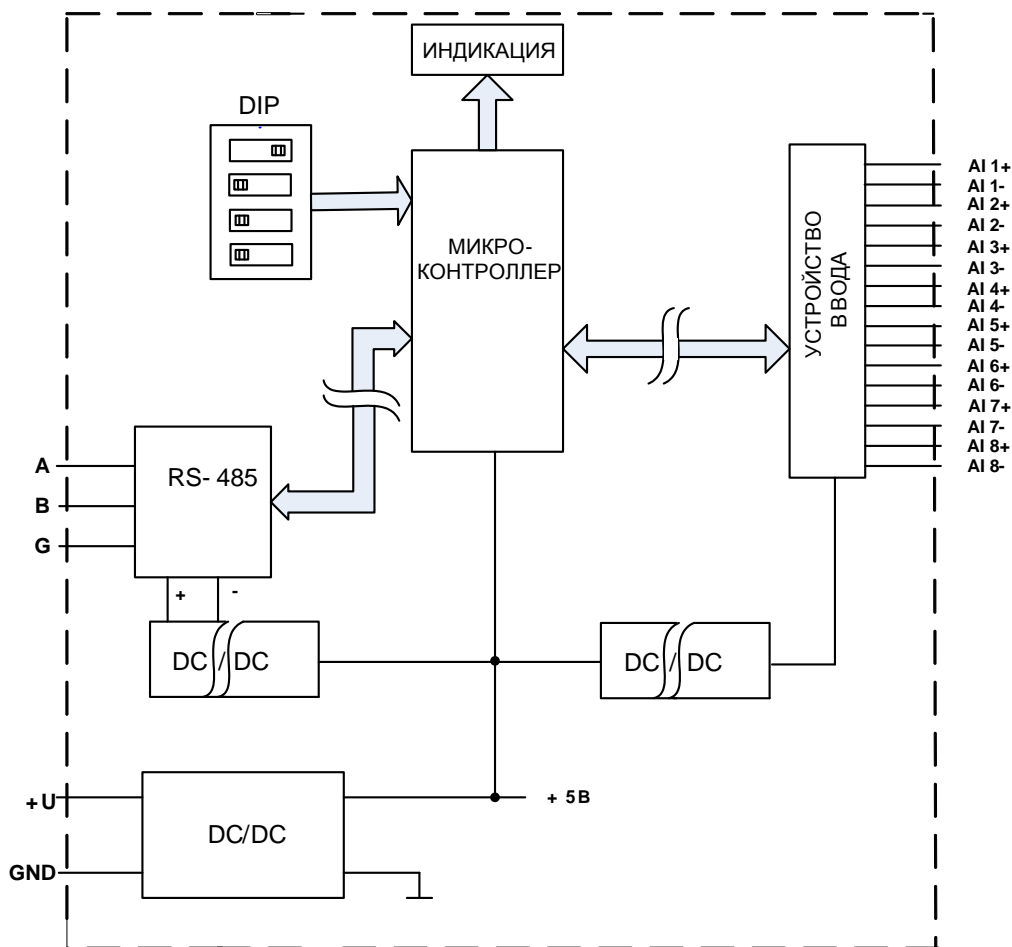 ИНДИКАЦИЯ
DIP
МИКРО-
КОНТРОЛЛЕР
УСТРОЙСТВО
ВВОДА
AI 1+
AI 1-
AI 2+
AI 2-
AI 3+
AI 3-
AI 4+
AI 4-
AI 5+
AI 5-
AI 6+
AI 6-
AI 7+
AI 7-
AI 8+
AI 8-
A
B
G
RS- 485
+ -
DC / DC
DC / DC
+U
GND
DC/DC
+ 5В